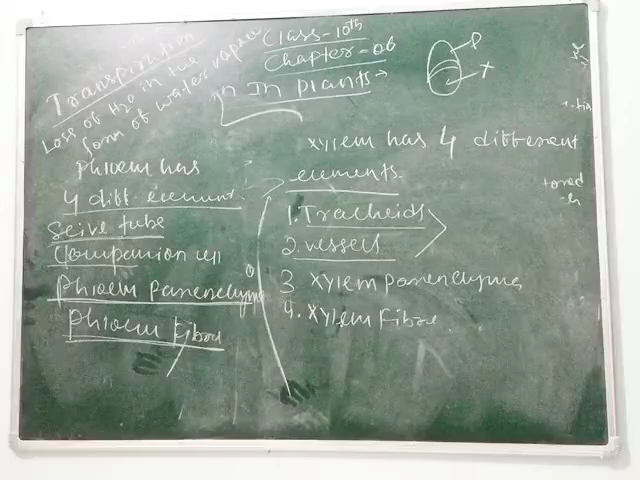 Transpiration
Loss of H2O in the
form of water vapour
Class-10th
Chapter-06
In In plants→
P
x
Phloem has
4 diff. element
Seive tube
Companion cell
Phloem parenchyma
Phloem fibre
Xylem has 4 different
elements.
1. Tracheids
2. vessels
3 Xylem parenchyma
4. Xylem Fibre.